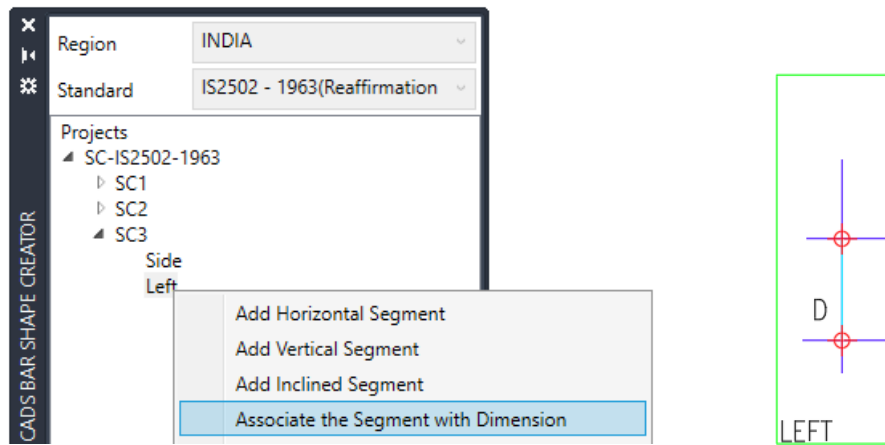 CADS BAR SHAPE CREATOR
Region INDIA
Standard IS2502 - 1963(Reaffirmation
Projects
SC-IS2502-1963
SC1
SC2
SC3
Side
Left
Add Horizontal Segment
Add Vertical Segment
Add Inclined Segment
Associate the Segment with Dimension
D
LEFT